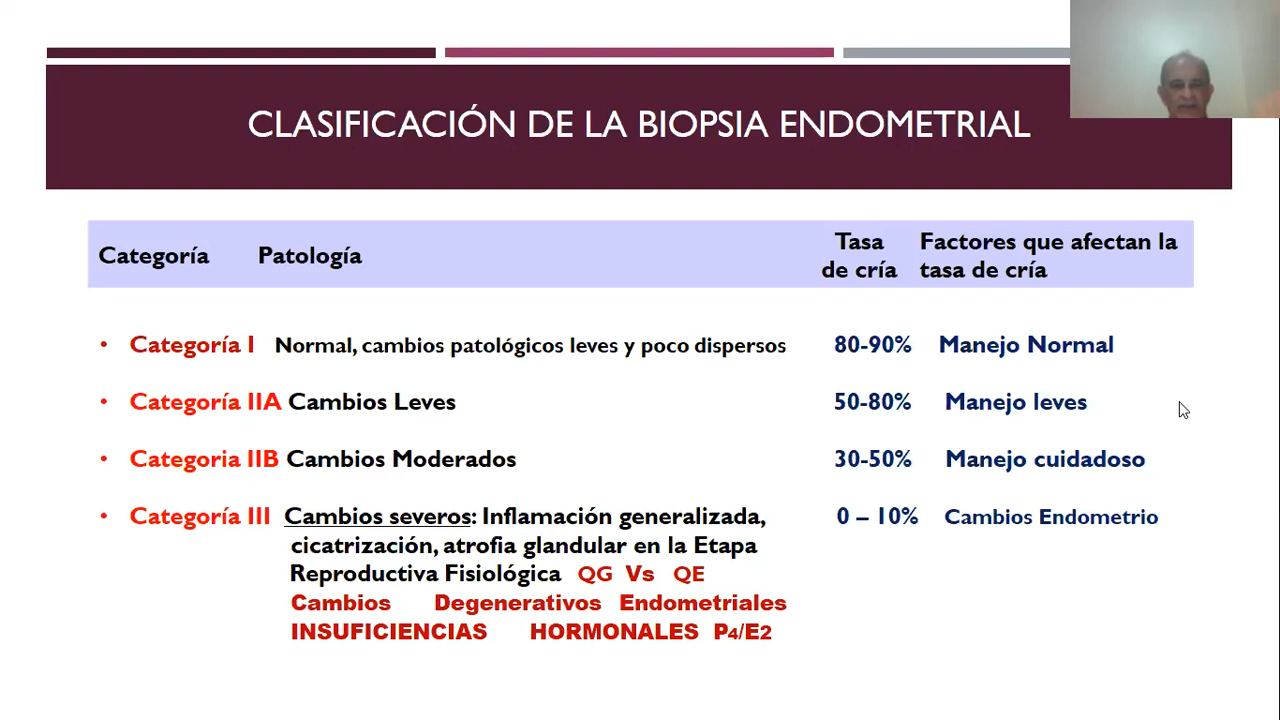 CLASIFICACIÓN DE LA BIOPSIA ENDOMETRIAL
Categoría Patología Tasa de cría Factores que afectan la tasa de cría
• Categoría I Normal, cambios patológicos leves y poco dispersos 80-90% Manejo Normal
• Categoría IIA Cambios Leves 50-80% Manejo leves
• Categoria IIB Cambios Moderados 30-50% Manejo cuidadoso
• Categoría III Cambios severos: Inflamación generalizada, 0 – 10% Cambios Endometrio
cicatrización, atrofia glandular en la Etapa
Reproductiva Fisiológica QG Vs QE
Cambios Degenerativos Endometriales
INSUFICIENCIAS HORMONALES P4/E2